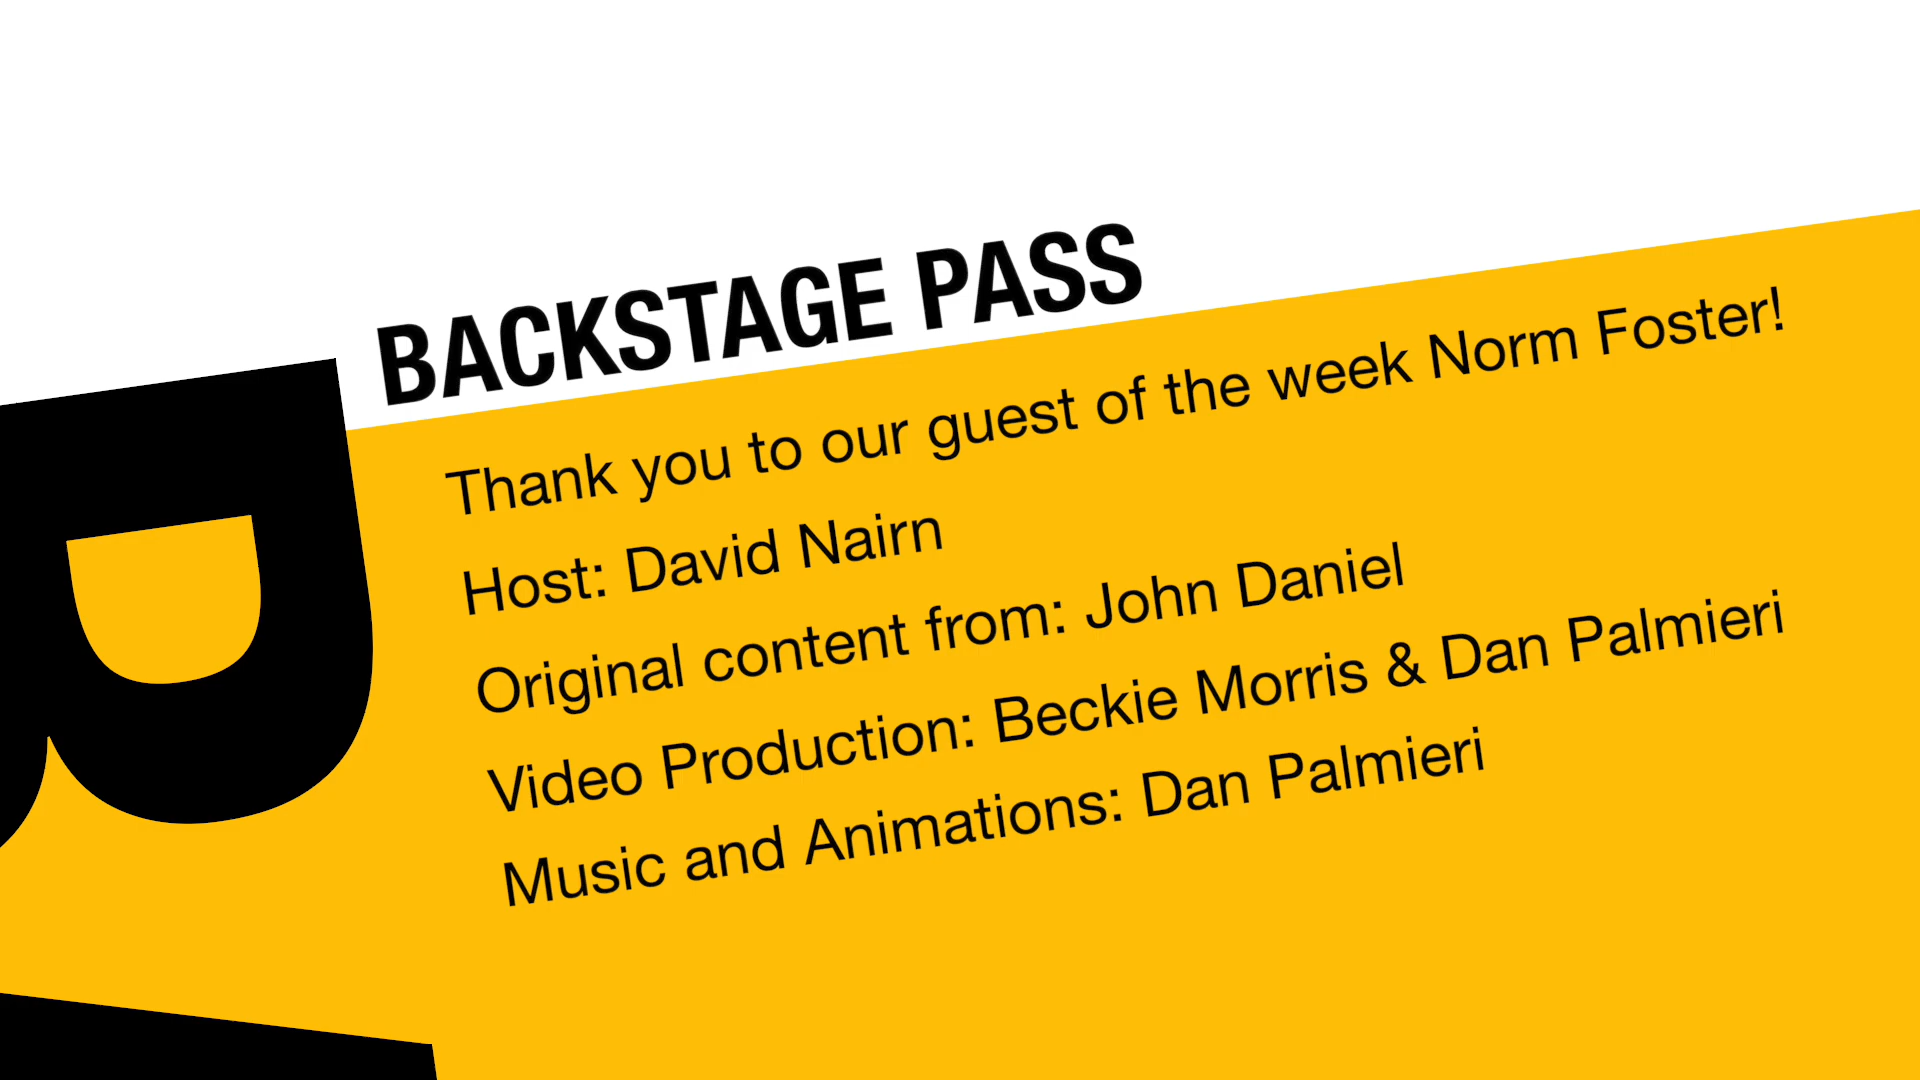 BACKSTAGE PASS
Thank you to our guest of the week Norm Foster!
Host: David Nairn
Original content from: John Daniel
Video Production: Beckie Morris & Dan Palmieri
Music and Animations: Dan Palmieri